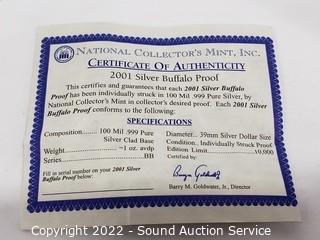 NATIONAL COLLECTOR'S MINT, INC.
CERTIFICATE OF AUTHENTICITY
2001 Silver Buffalo Proof
This certifies and guarantees that each 2001 Silver Buffalo
Proof has been individually struck in 100 Mil .999 Pure Silver, by
National Collector's Mint in collector's desired proof. Each 2001 Silver
Buffalo Proof conforms to the following:
SPECIFICATIONS
Composition........ 100 Mil .999 Pure
Silver Clad Base
Weight.................... ~1 oz. avdp
Series................................ BB
Fill in serial number on your 2001 Silver
Buffalo Proof below:
Diameter... 39mm Silver Dollar Size
Condition.. Individually Struck Proof
Edition Limit.......................... 10,000
Certified by:
Barry M. Goldwater, Jr., Director
Copyright 2022 - Sound Auction Service